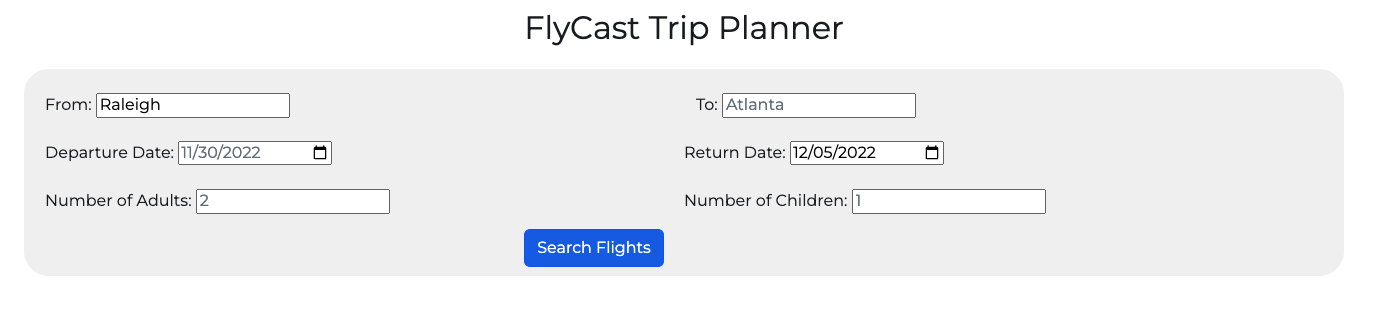 FlyCast Trip Planner
From: Raleigh To: Atlanta
Departure Date: 11/30/2022 Return Date: 12/05/2022
Number of Adults: 2 Number of Children: 1
Search Flights